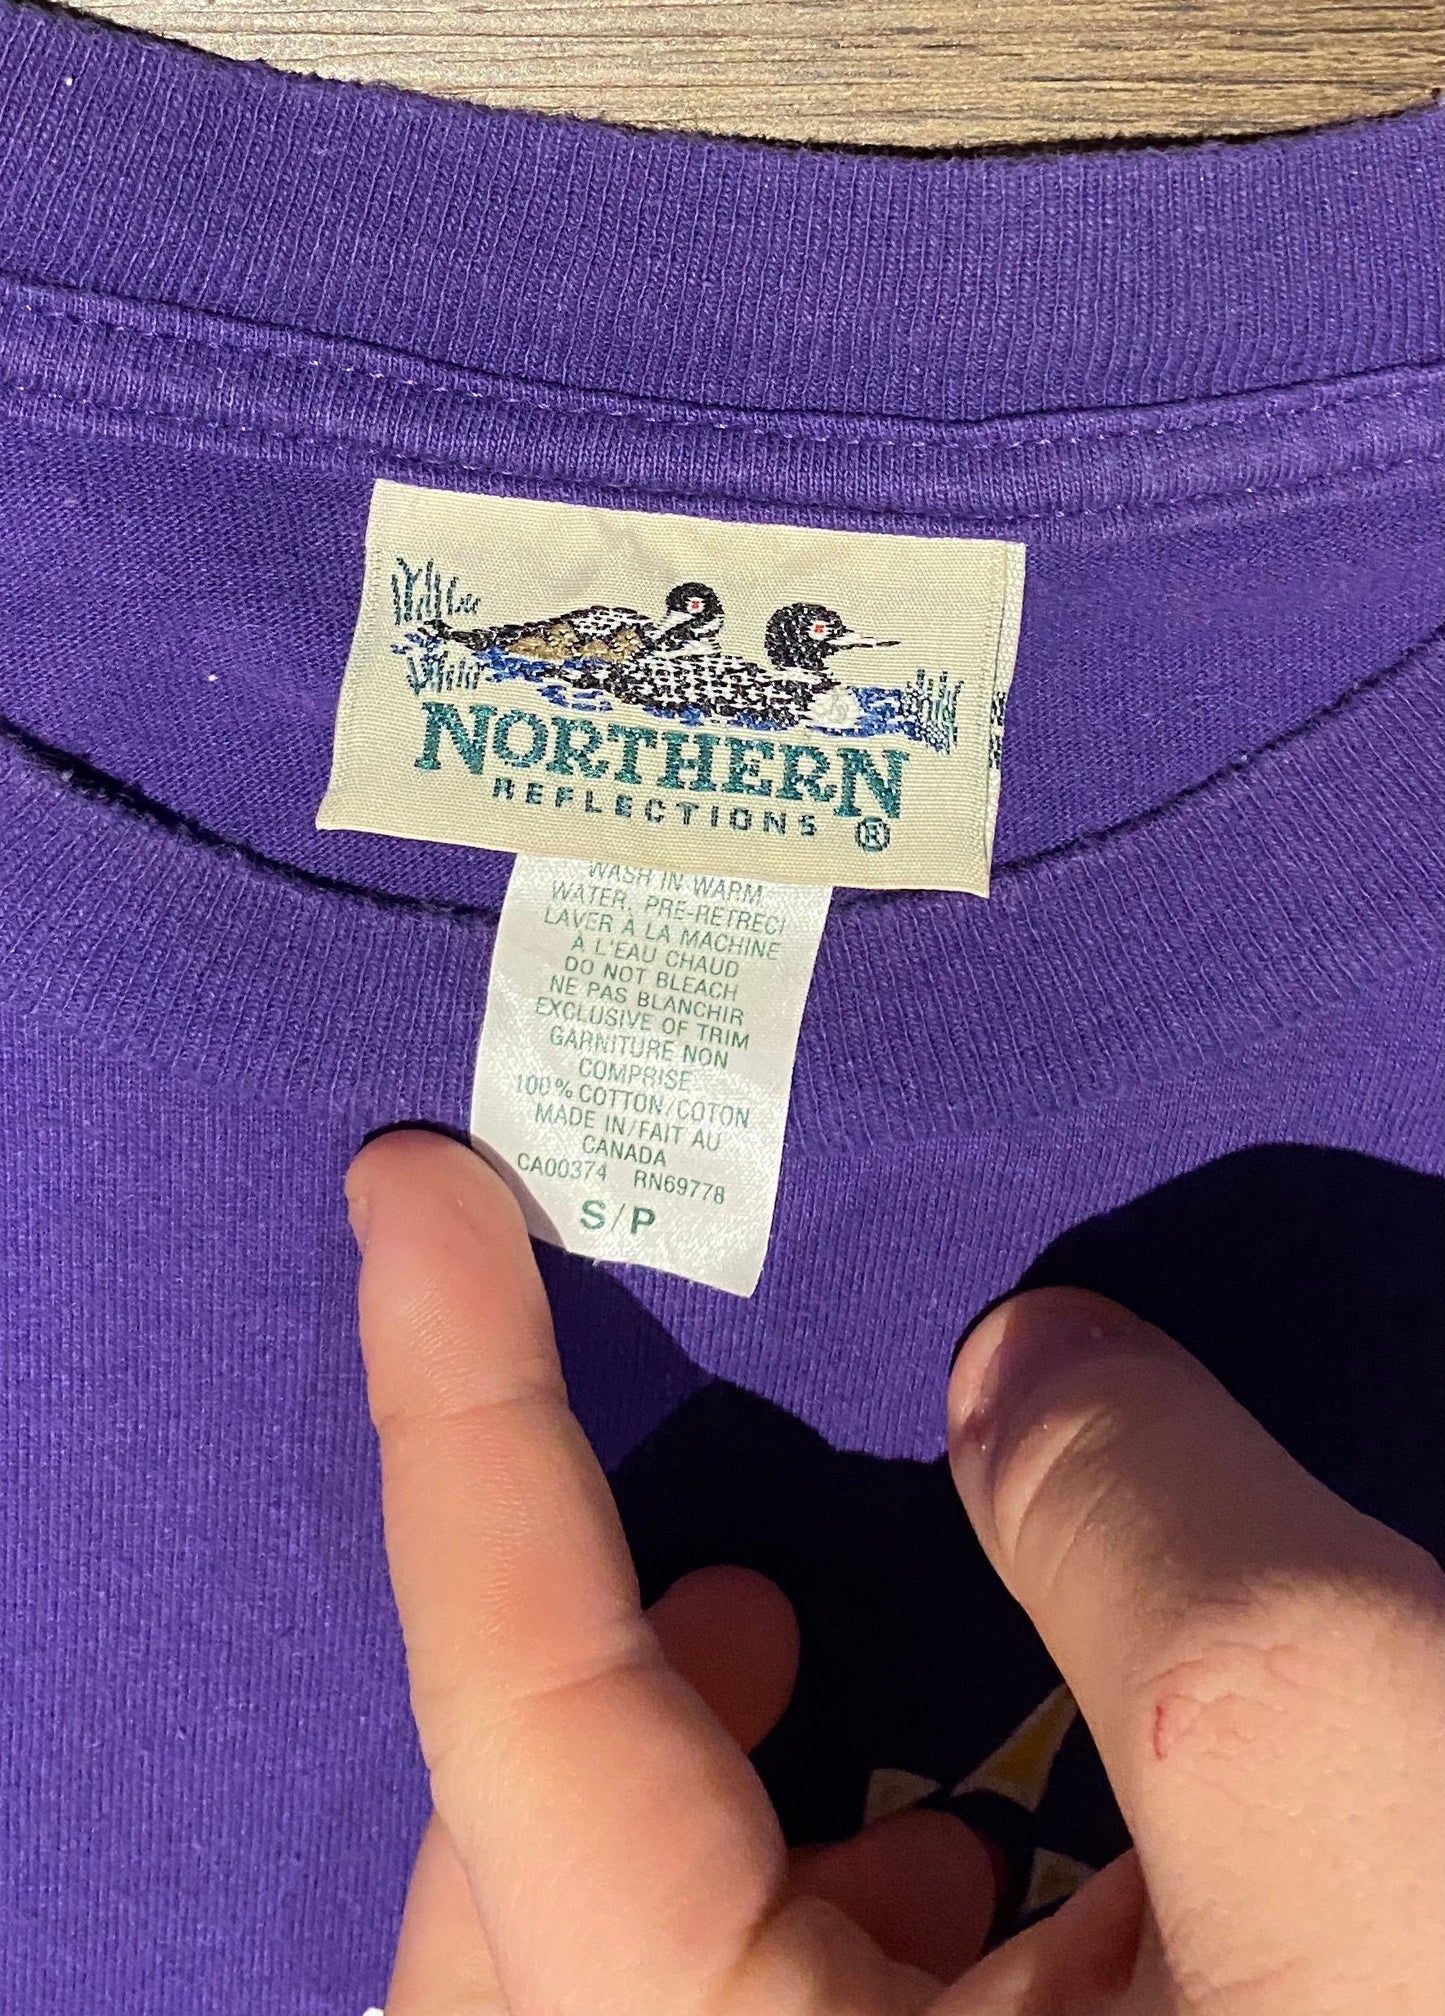 NORTHERN
REFLECTIONS ®
WASH IN WARM
WATER. PRE-RETRECI
LAVER À LA MACHINE
À L'EAU CHAUD
DO NOT BLEACH
NE PAS BLANCHIR
EXCLUSIVE OF TRIM
GARNITURE NON
COMPRISE
100% COTTON/COTON
MADE IN/FAIT AU
CANADA
CA00374 RN69778
S/P